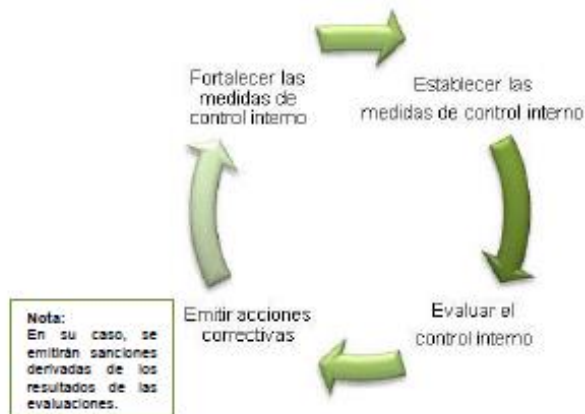 Fortalecer las
medidas de
control interno
Establecer las
medidas de control interno
Evaluar el
control interno
Emitir acciones
correctivas
Nota:
En su caso, se
emitirán sanciones
derivadas de los
resultados de las
evaluaciones.